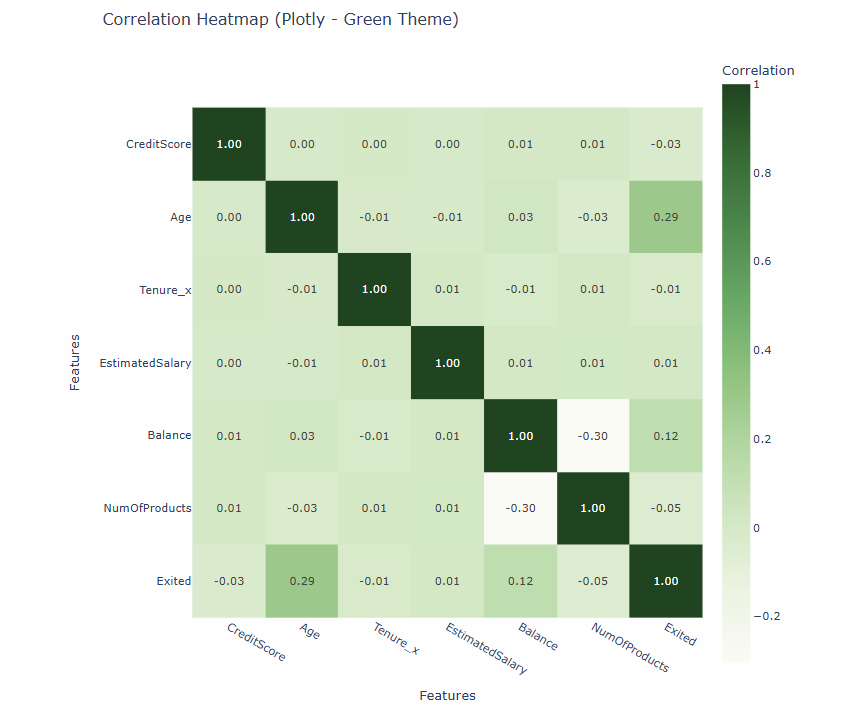 Correlation Heatmap (Plotly - Green Theme)
Correlation
1
0.8
0.6
0.4
0.2
0
−0.2
Features
CreditScore 1.00 0.00 0.00 0.00 0.01 0.01 -0.03
Age 0.00 1.00 -0.01 -0.01 0.03 -0.03 0.29
Tenure_x 0.00 -0.01 1.00 0.01 -0.01 0.01 -0.01
EstimatedSalary 0.00 -0.01 0.01 1.00 0.01 0.01 0.01
Balance 0.01 0.03 -0.01 0.01 1.00 -0.30 0.12
NumOfProducts 0.01 -0.03 0.01 0.01 -0.30 1.00 -0.05
Exited -0.03 0.29 -0.01 0.01 0.12 -0.05 1.00
CreditScore Age Tenure_x EstimatedSalary Balance NumOfProducts Exited
Features